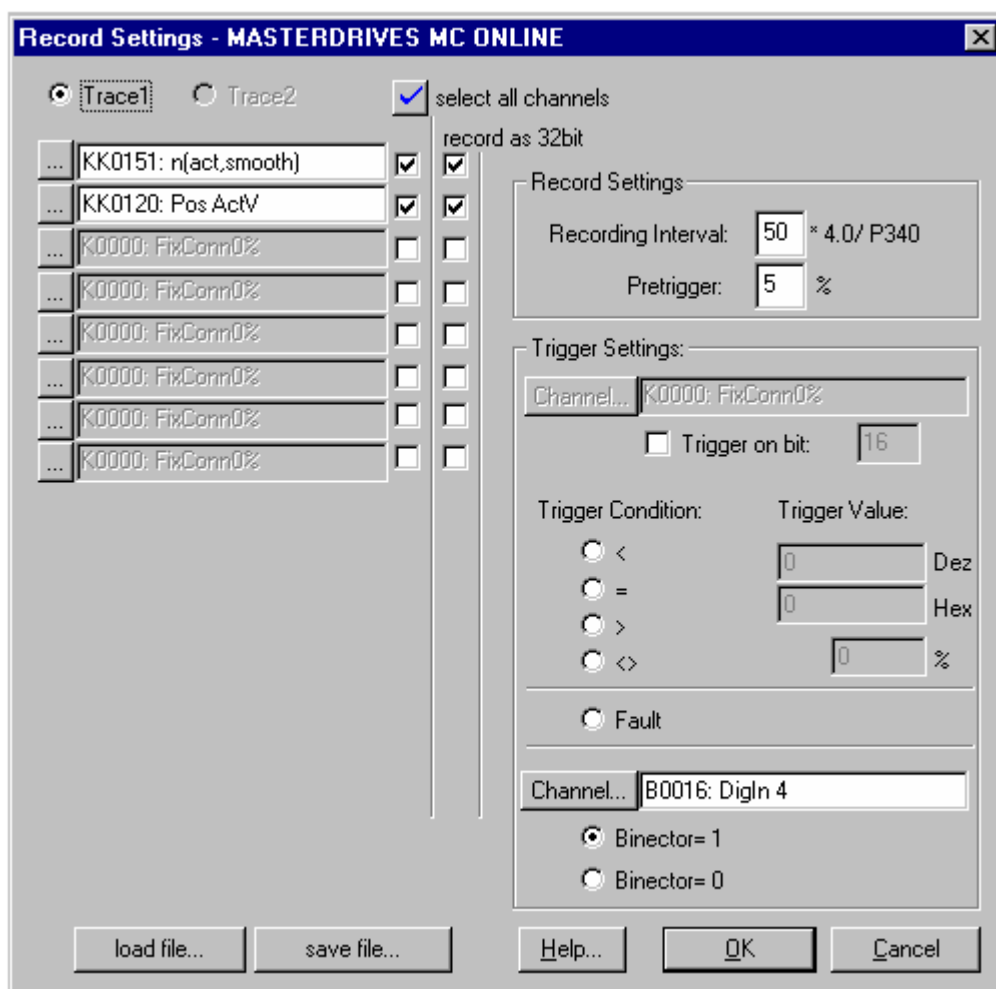 Record Settings - MASTERDRIVES MC ONLINE
Trace1 Trace2 select all channels
record as 32bit
... KK0151: n(act,smooth)
... KK0120: Pos ActV
... K0000: FixConn0%
... K0000: FixConn0%
... K0000: FixConn0%
... K0000: FixConn0%
... K0000: FixConn0%
... K0000: FixConn0%
Record Settings
Recording Interval: 50 * 4.0/ P340
Pretrigger: 5 %
Trigger Settings:
Channel... K0000: FixConn0%
Trigger on bit: 16
Trigger Condition: Trigger Value:
<
0 Dez
=
0 Hex
>
<> 0 %
Fault
Channel... B0016: DigIn 4
Binector= 1
Binector= 0
load file... save file... Help... OK Cancel